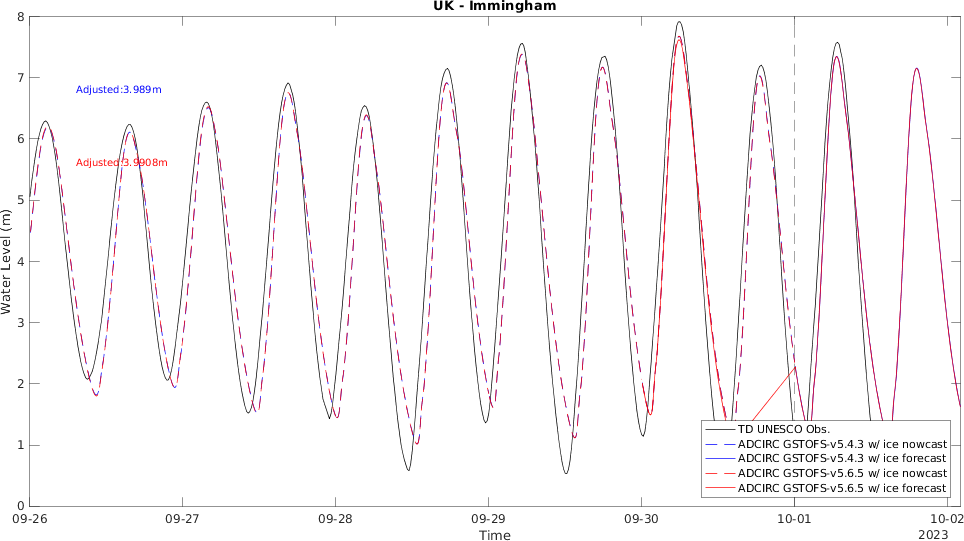 UK - Immingham
8
7
6
5
4
3
2
1
0
Water Level (m)
Adjusted:3.989m
Adjusted:3.9908m
TD UNESCO Obs.
ADCIRC GSTOFS-v5.4.3 w/ ice nowcast
ADCIRC GSTOFS-v5.4.3 w/ ice forecast
ADCIRC GSTOFS-v5.6.5 w/ ice nowcast
ADCIRC GSTOFS-v5.6.5 w/ ice forecast
09-26 09-27 09-28 09-29 09-30 10-01 10-02
Time
2023